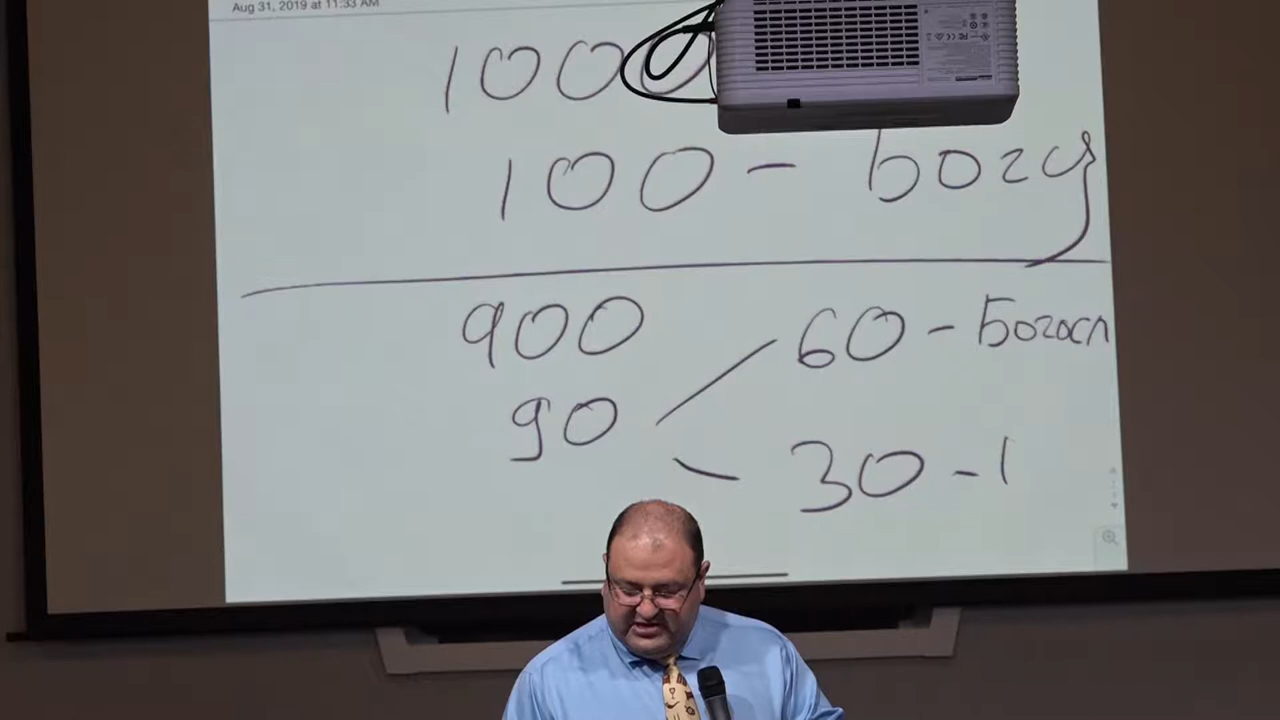 Aug 31, 2019 at 11:33 AM
1000
100 - Богу
900 60 - Богосл
90
30 - 1